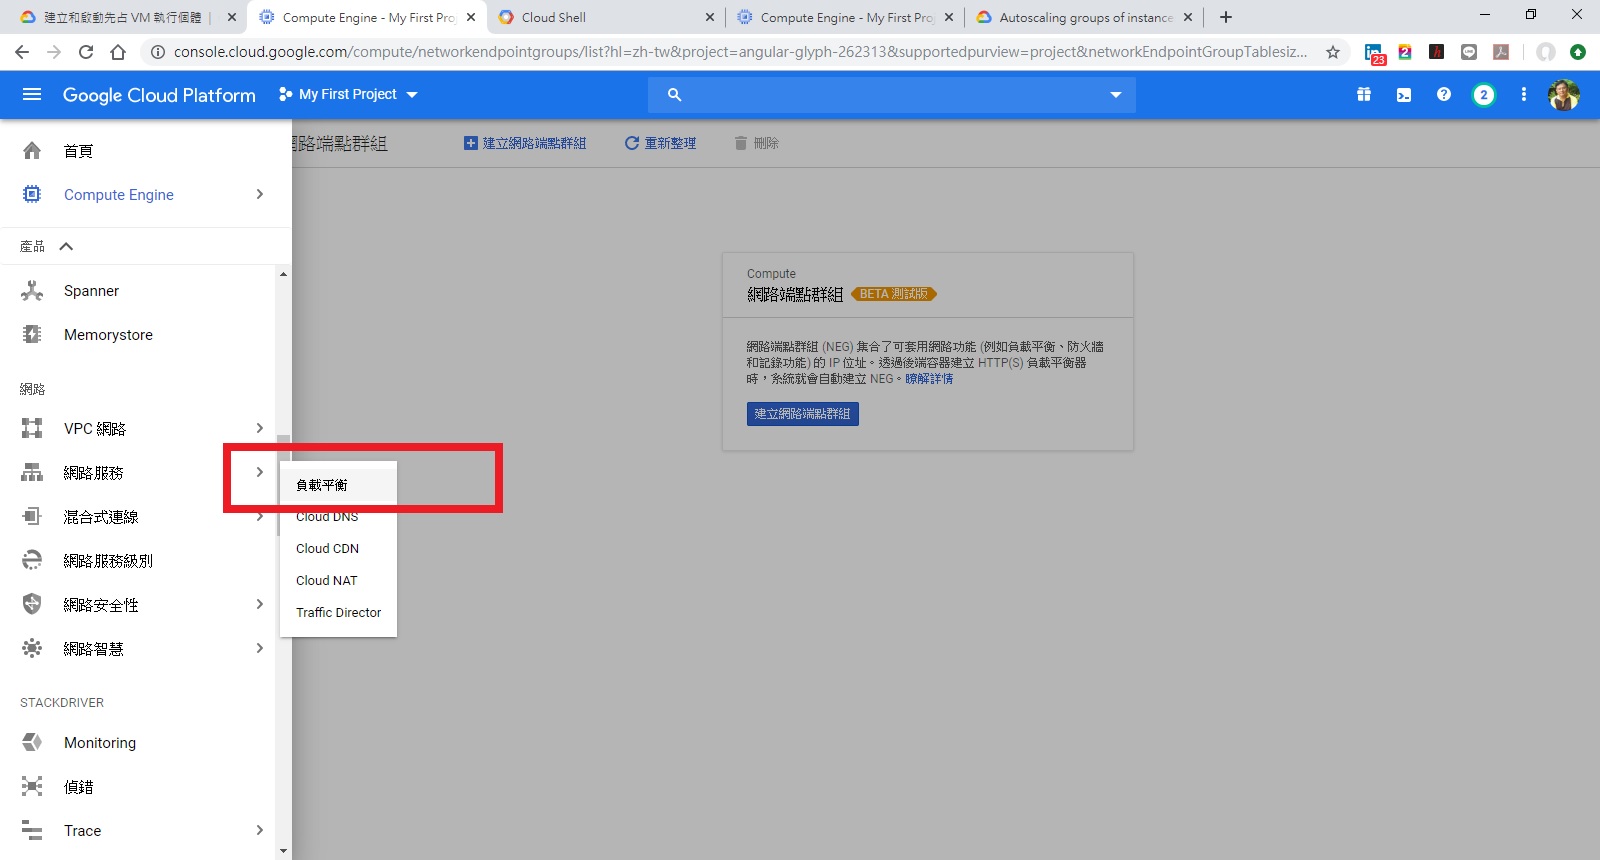 建立和啟動先占 VM 執行個體
Compute Engine - My First Pro
Cloud Shell
Compute Engine - My First Pro
Autoscaling groups of instance
console.cloud.google.com/compute/networkendpointgroups/list?hl=zh-tw&project=angular-glyph-262313&supportedpurview=project&networkEndpointGroupTablesiz...
23
2
Google Cloud Platform
My First Project
2
首頁
Compute Engine
產品
Spanner
Memorystore
網路
VPC 網路
網路服務
混合式連線
網路服務級別
網路安全性
網路智慧
STACKDRIVER
Monitoring
偵錯
Trace
負載平衡
Cloud DNS
Cloud CDN
Cloud NAT
Traffic Director
網路端點群組
建立網路端點群組
重新整理
刪除
Compute
網路端點群組 BETA 測試版
網路端點群組 (NEG) 集合了可套用網路功能 (例如負載平衡、防火牆
和記錄功能) 的 IP 位址。透過後端容器建立 HTTP(S) 負載平衡器
時，系統就會自動建立 NEG。瞭解詳情
建立網路端點群組